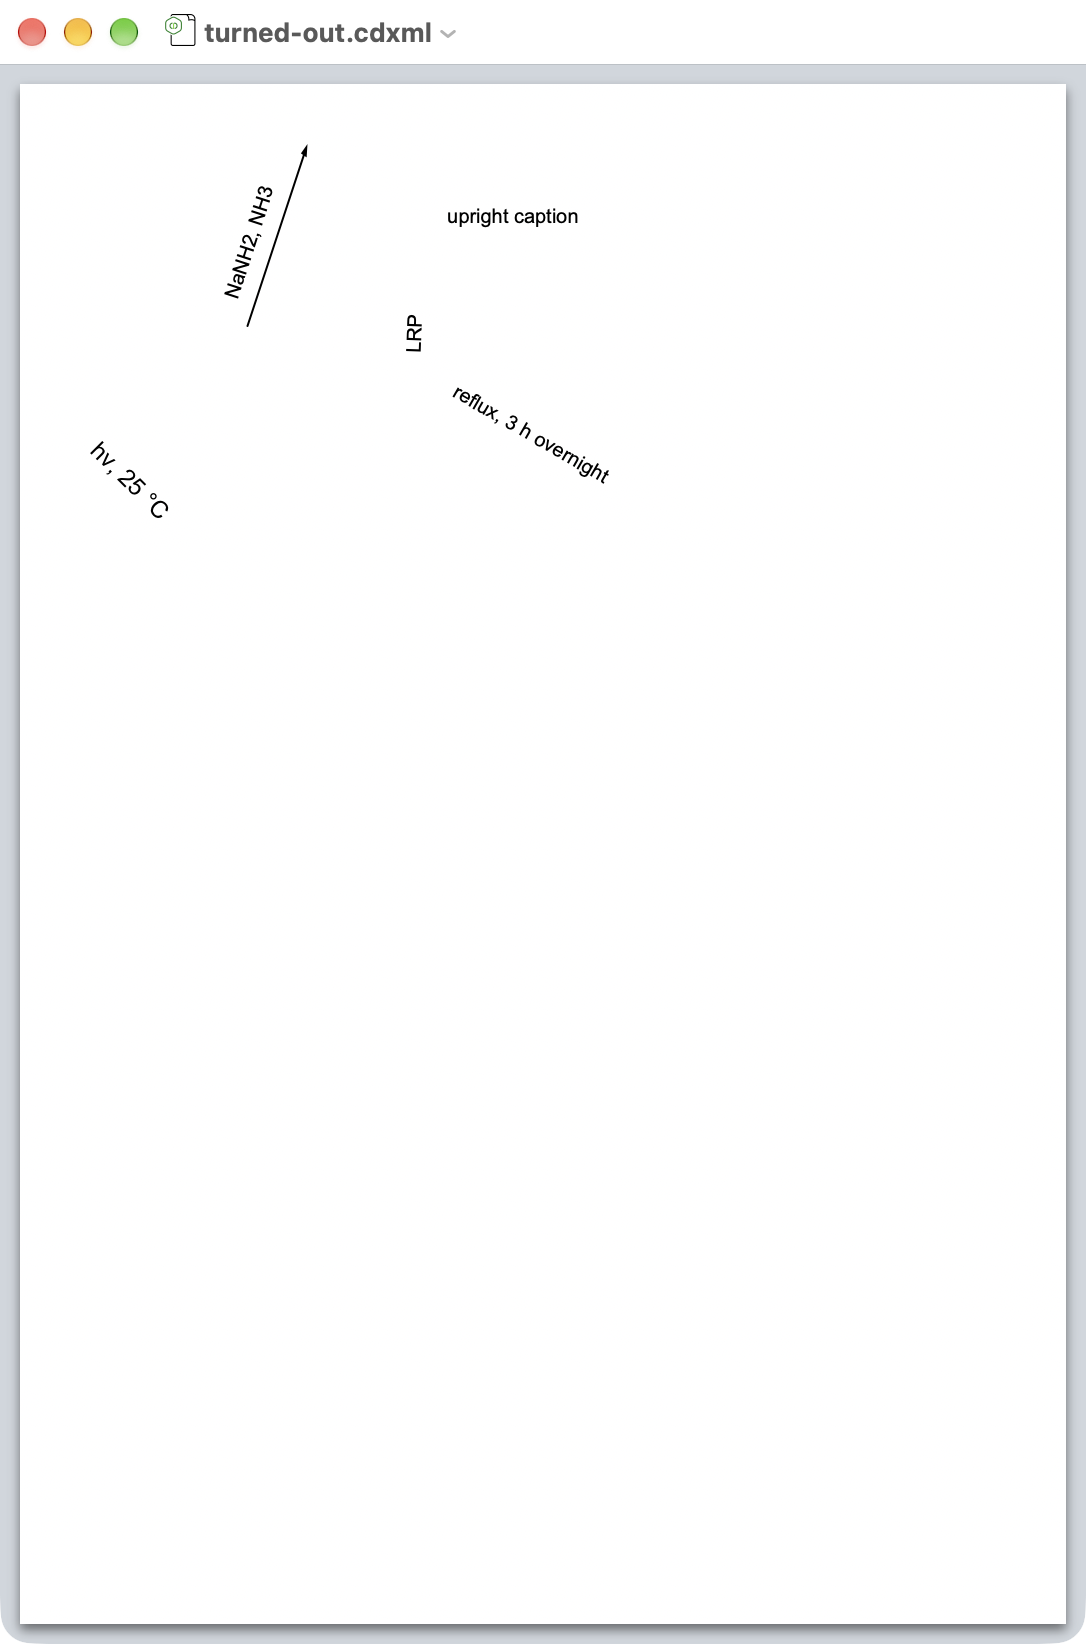 turned-out.cdxml
NaNH2, NH3
upright caption
LRP
reflux, 3 h overnight
hv, 25 °C